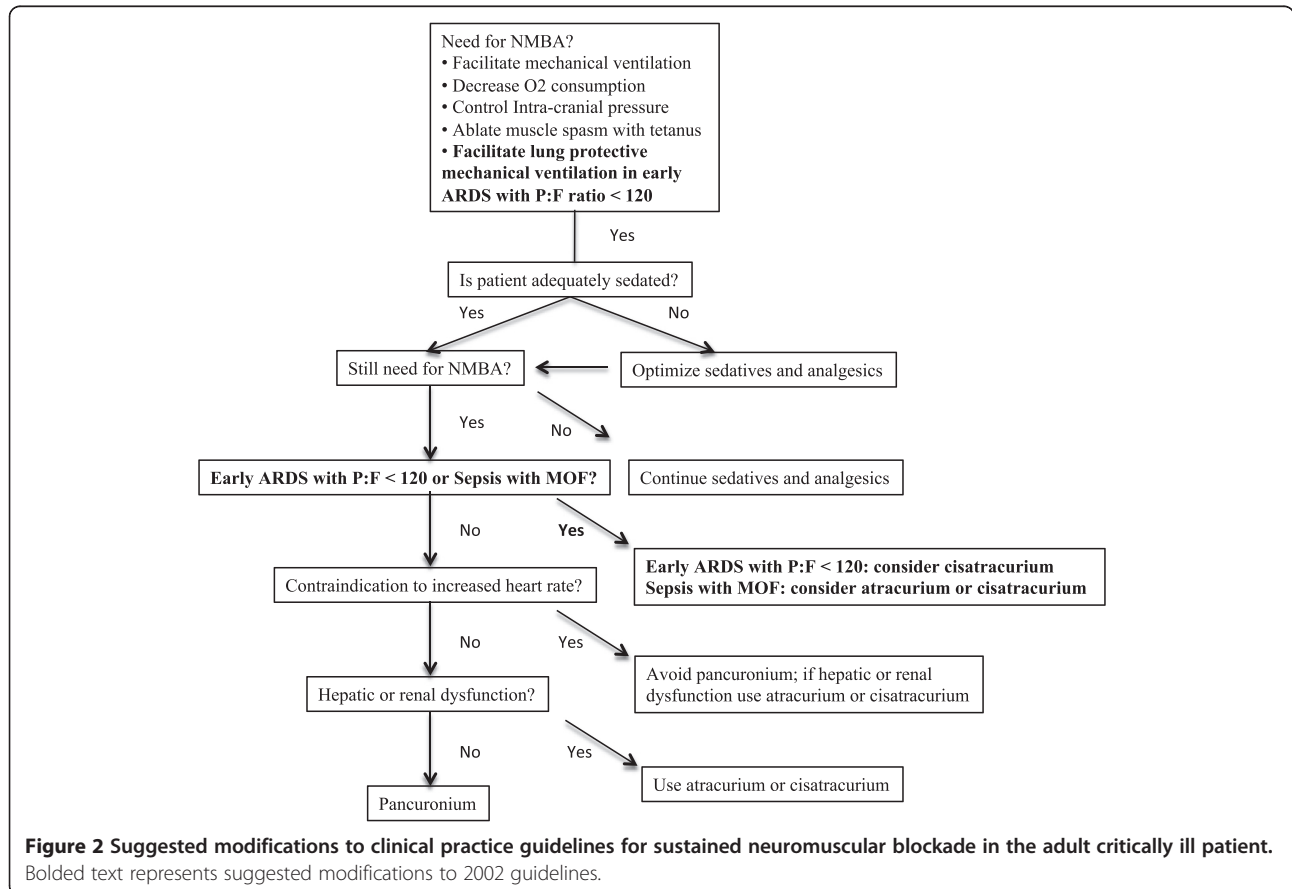 Need for NMBA?
• Facilitate mechanical ventilation
• Decrease O2 consumption
• Control Intra-cranial pressure
• Ablate muscle spasm with tetanus
• Facilitate lung protective
mechanical ventilation in early
ARDS with P:F ratio < 120
Yes
Is patient adequately sedated?
Yes
No
Still need for NMBA?
Optimize sedatives and analgesics
Yes
No
Early ARDS with P:F < 120 or Sepsis with MOF?
Continue sedatives and analgesics
No
Yes
Early ARDS with P:F < 120: consider cisatracurium
Sepsis with MOF: consider atracurium or cisatracurium
Contraindication to increased heart rate?
No
Yes
Avoid pancuronium; if hepatic or renal
dysfunction use atracurium or cisatracurium
Hepatic or renal dysfunction?
No
Yes
Use atracurium or cisatracurium
Pancuronium
Figure 2 Suggested modifications to clinical practice guidelines for sustained neuromuscular blockade in the adult critically ill patient.
Bolded text represents suggested modifications to 2002 guidelines.